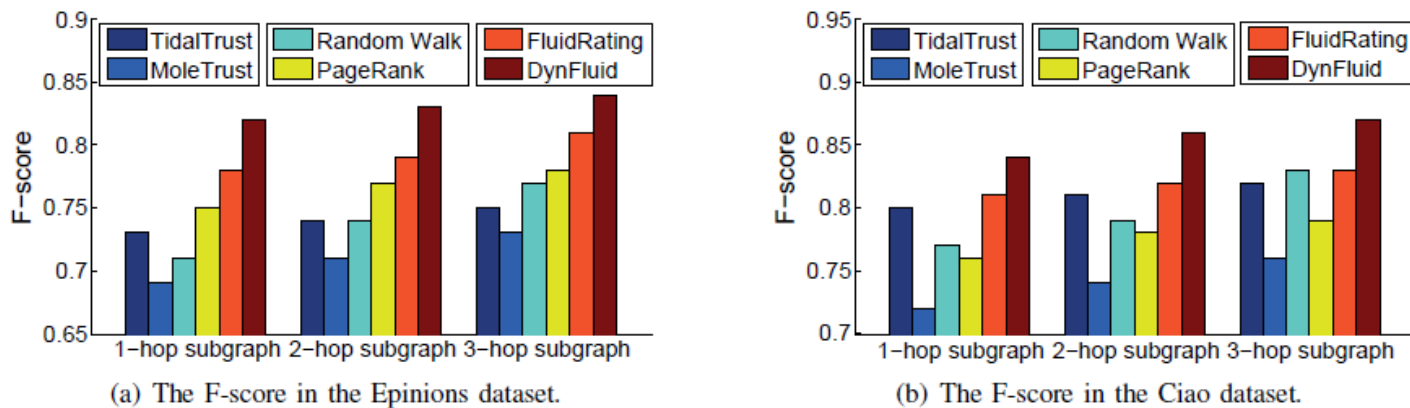 0.9
TidalTrust Random Walk FluidRating
MoleTrust PageRank DynFluid
0.85
0.8
0.75
0.7
0.65
F-score
1-hop subgraph 2-hop subgraph 3-hop subgraph
(a) The F-score in the Epinions dataset.
0.95
TidalTrust Random Walk FluidRating
MoleTrust PageRank DynFluid
0.9
0.85
0.8
0.75
0.7
F-score
1-hop subgraph 2-hop subgraph 3-hop subgraph
(b) The F-score in the Ciao dataset.